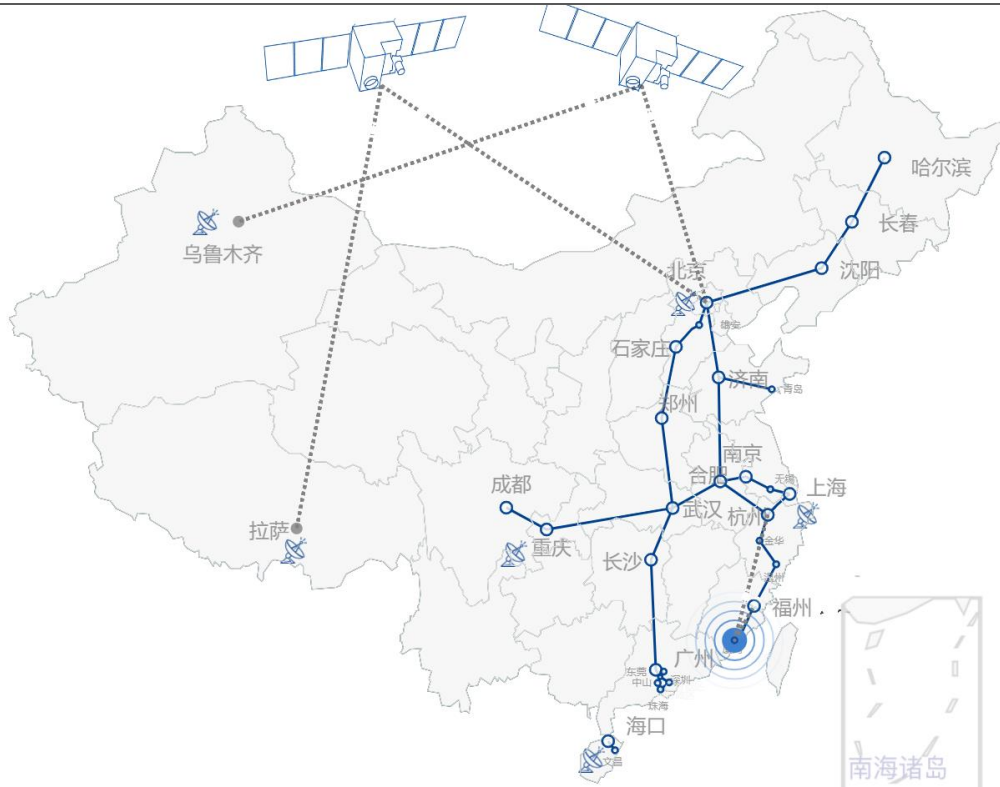 哈尔滨
长春
乌鲁木齐
沈阳
北京
雄安
石家庄
济南
青岛
郑州
南京
合肥
无锡
成都
上海
武汉
杭州
拉萨
重庆
金华
长沙
温州
福州
广州
东莞
深圳
中山
珠海
海口
文昌
南海诸岛